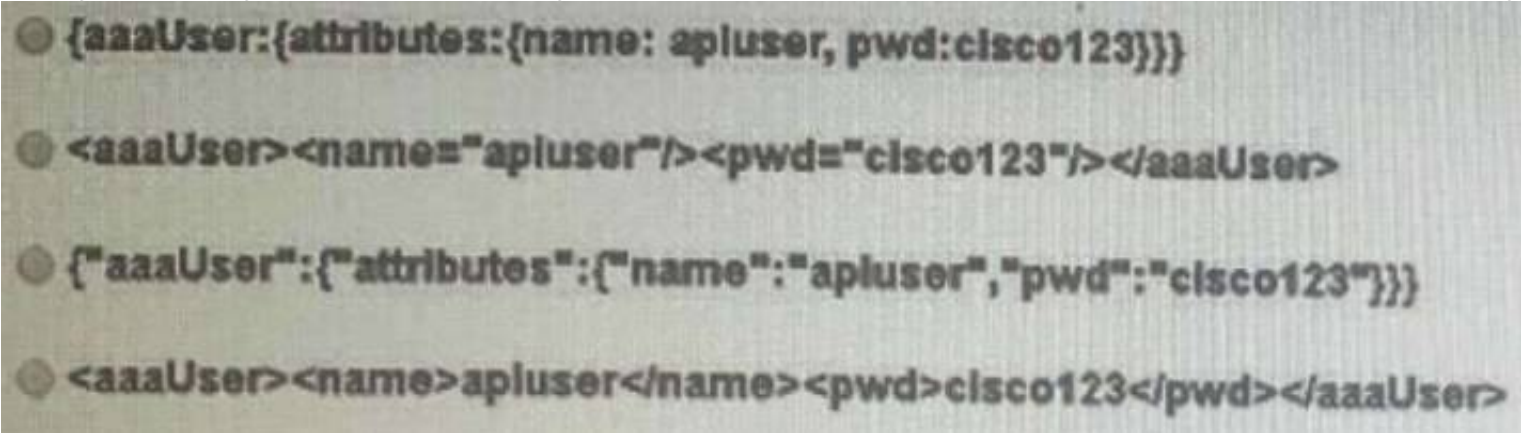 {aaaUser:{attributes:{name: apiuser, pwd:cisco123}}}
<aaaUser><name="apiuser"/><pwd="cisco123"/></aaaUser>
{"aaaUser":{"attributes":{"name":"apiuser","pwd":"cisco123"}}}
<aaaUser><name>apiuser</name><pwd>cisco123</pwd></aaaUser>